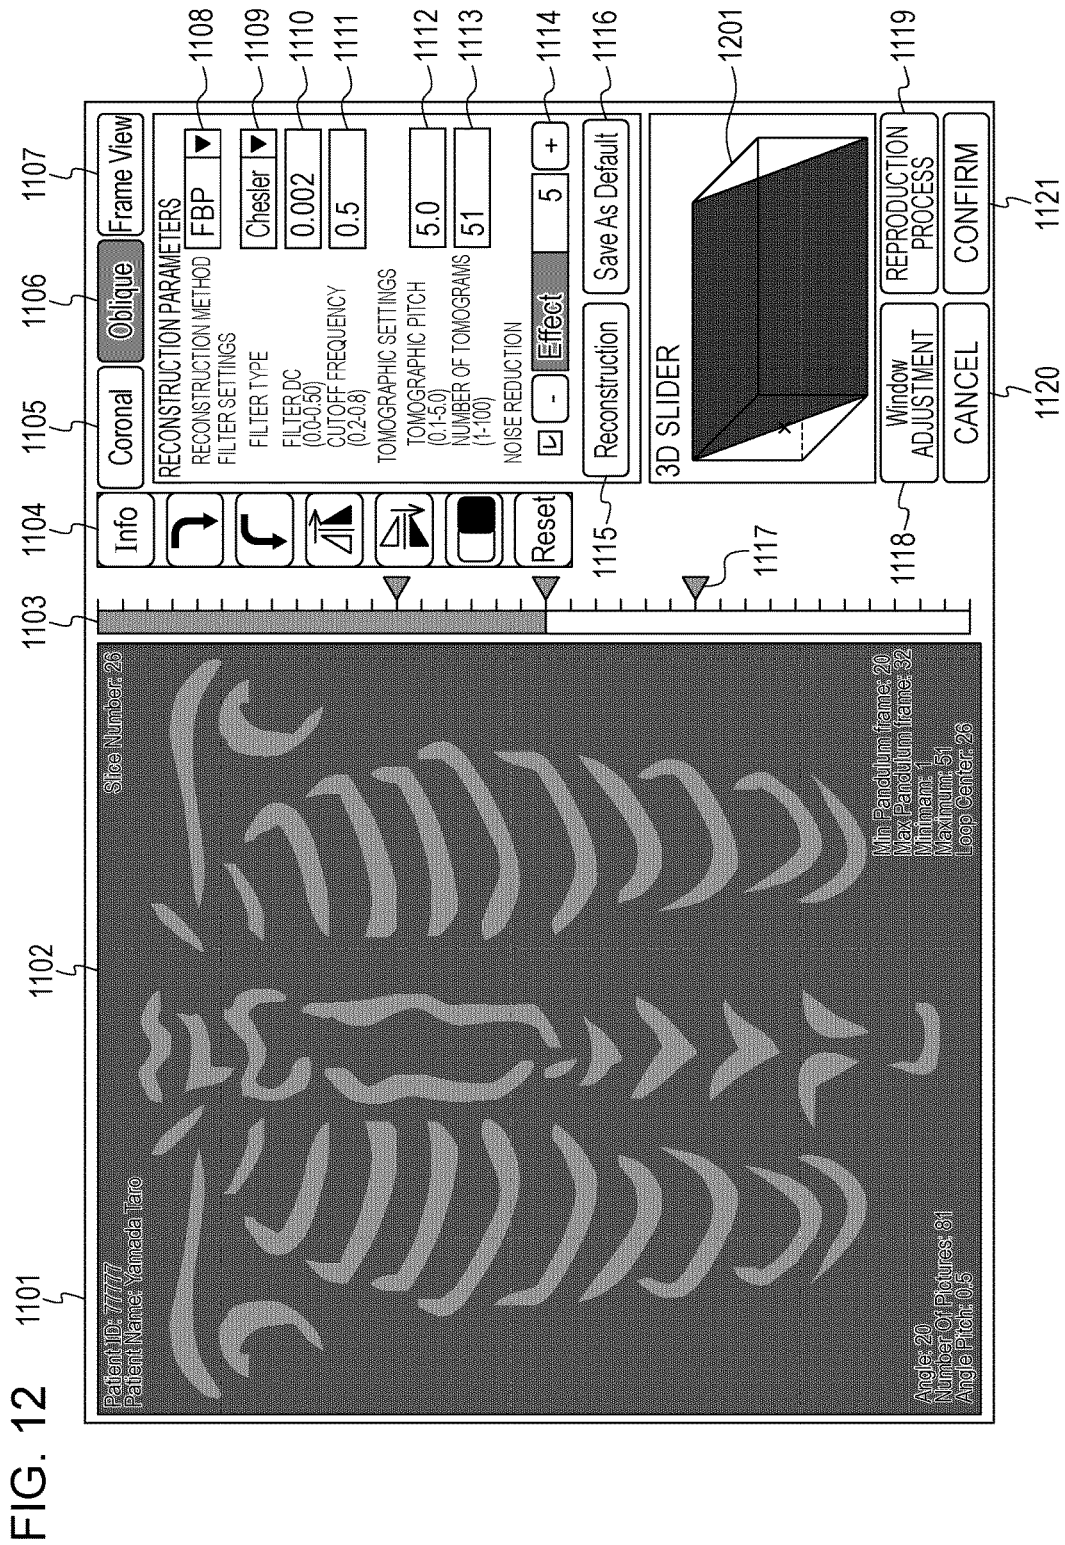 FIG. 12
1101
1102
1103
1104
1105
1106
1107
Patient ID: 77777
Patient Name: Yamada Taro
Slice Number: 26
Angle: 20
Number Of Pictures: 81
Angle Pitch: 0.5
Min Pandulum frame: 20
Max Pandulum frame: 32
Minimam: 1
Maximum: 51
Loop Center: 26
Info
Reset
Coronal
Oblique
Frame View
RECONSTRUCTION PARAMETERS
RECONSTRUCTION METHOD
FBP
1108
FILTER SETTINGS
FILTER TYPE
Chesler
1109
FILTER DC
(0.0-0.50)
0.002
1110
CUTOFF FREQUENCY
(0.2-0.8)
0.5
1111
TOMOGRAPHIC SETTINGS
TOMOGRAPHIC PITCH
(0.1-5.0)
5.0
1112
NUMBER OF TOMOGRAMS
(1-100)
51
1113
NOISE REDUCTION
- Effect 5 +
1114
Reconstruction
1115
Save As Default
1116
1117
3D SLIDER
×
1201
Window
ADJUSTMENT
1118
REPRODUCTION
PROCESS
1119
CANCEL
1120
CONFIRM
1121